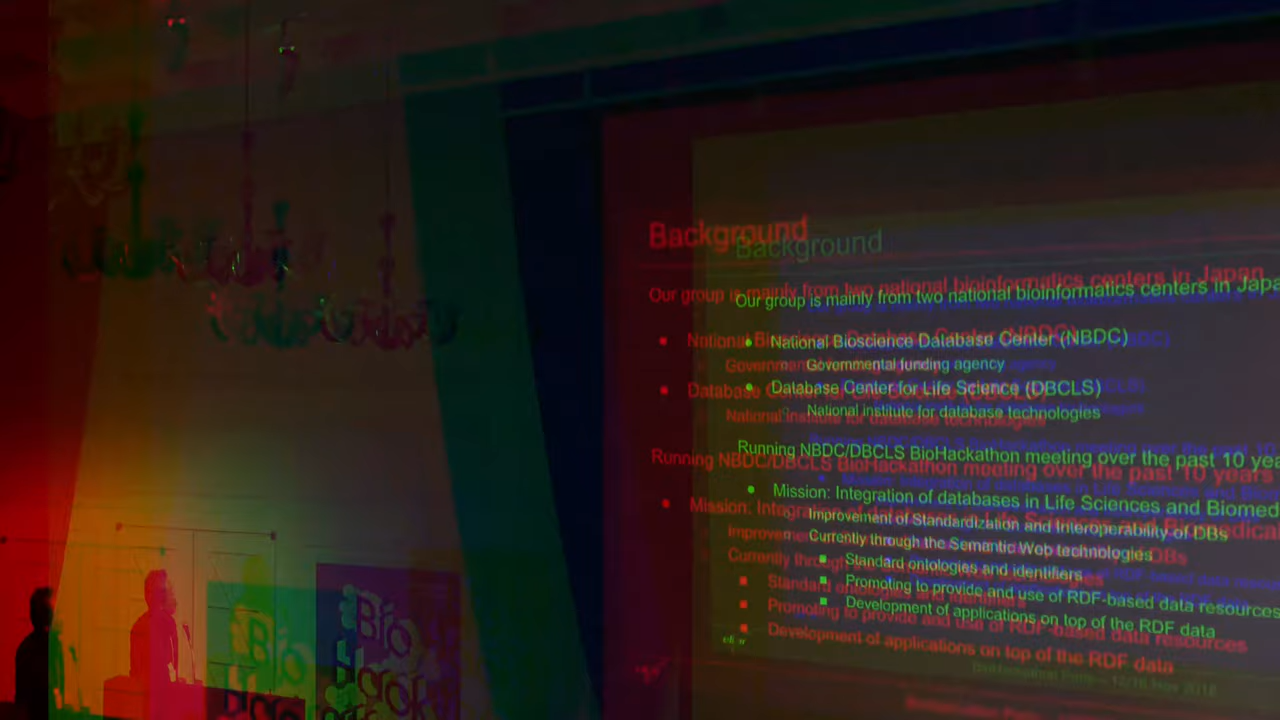 Background
Our group is mainly from two national bioinformatics centers in Japan
• National Bioscience Database Center (NBDC)
Governmental funding agency
• Database Center for Life Science (DBCLS)
National institute for database technologies
Running NBDC/DBCLS BioHackathon meeting over the past 10 years
• Mission: Integration of databases in Life Sciences and Biomedical
Improvement of Standardization and Interoperability of DBs
Currently through the Semantic Web technologies
▪ Standard ontologies and identifiers
▪ Promoting to provide and use of RDF-based data resources
▪ Development of applications on top of the RDF data
Bio